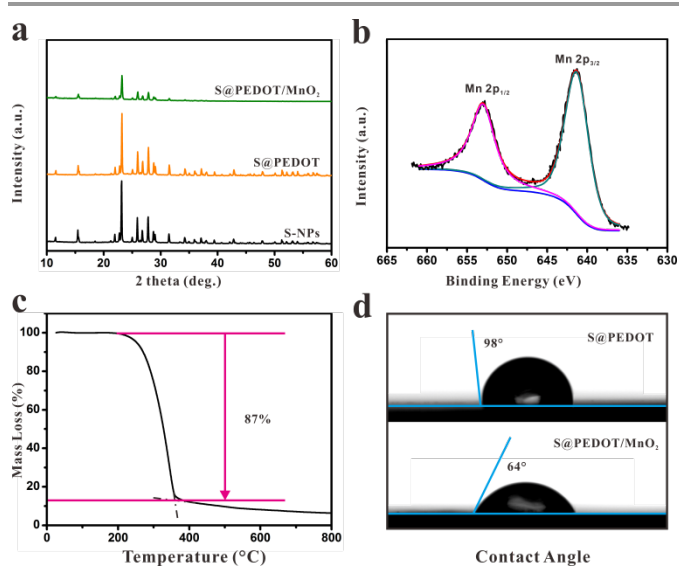 a
S@PEDOT/MnO₂
S@PEDOT
S-NPs
Intensity (a.u.)
10 20 30 40 50 60
2 theta (deg.)
b
Mn 2p₃/₂
Mn 2p₁/₂
Intensity (a.u.)
665 660 655 650 645 640 635 630
Binding Energy (eV)
c
100
80
60
40
20
0
87%
Mass Loss (%)
0 200 400 600 800
Temperature (°C)
d
S@PEDOT
98°
S@PEDOT/MnO₂
64°
Contact Angle